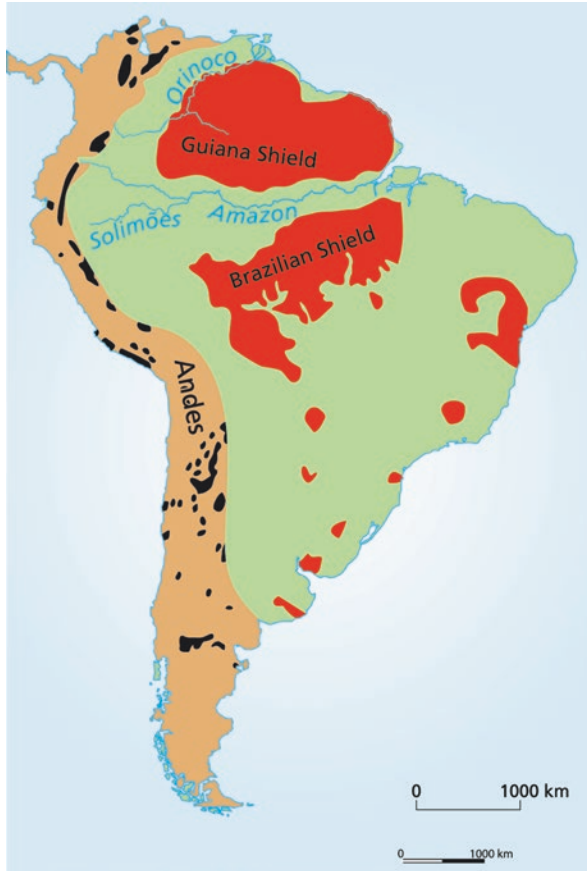 Orinoco
Guiana Shield
Solimões Amazon
Brazilian Shield
Andes
0 1000 km
0 1000 km